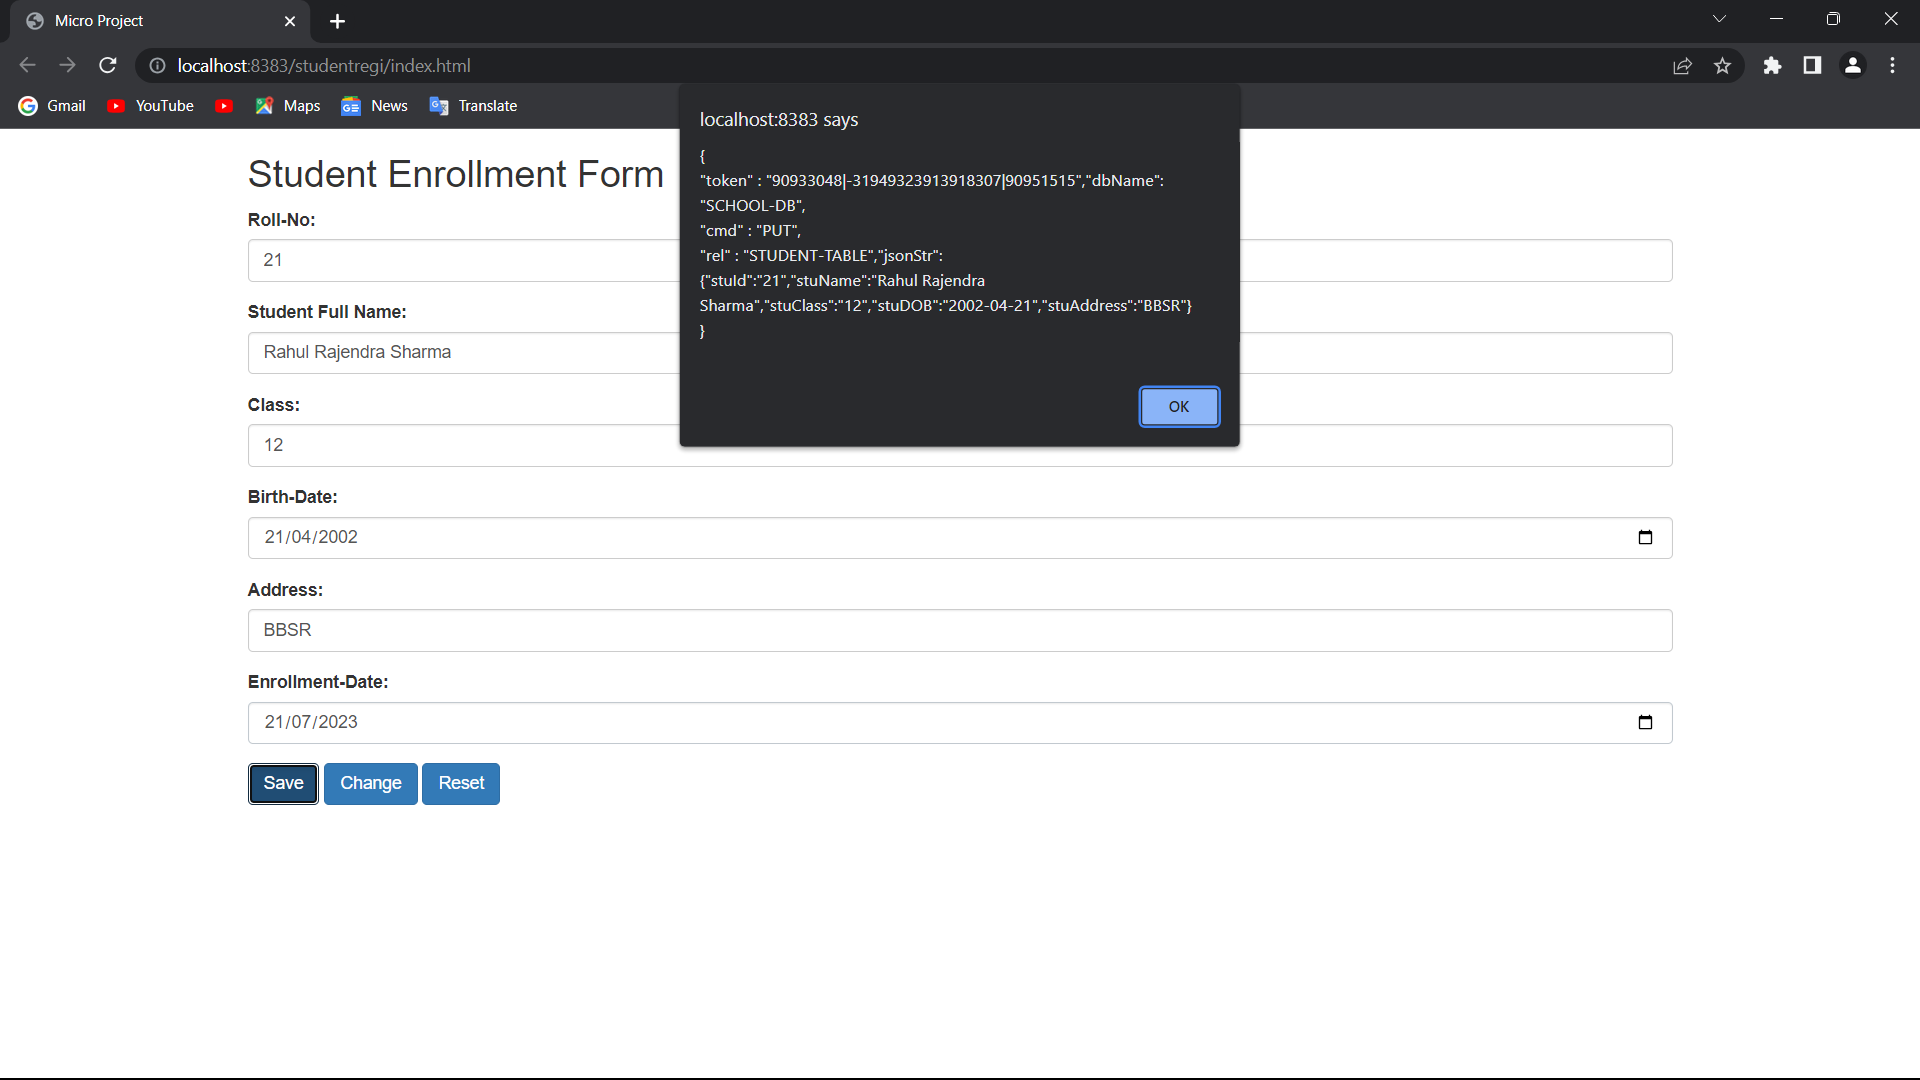 Micro Project
localhost:8383/studentregi/index.html
Gmail YouTube Maps News Translate
localhost:8383 says
{
"token" : "90933048|-31949323913918307|90951515","dbName":
"SCHOOL-DB",
"cmd" : "PUT",
"rel" : "STUDENT-TABLE","jsonStr":
{"stuId":"21","stuName":"Rahul Rajendra
Sharma","stuClass":"12","stuDOB":"2002-04-21","stuAddress":"BBSR"}
}
OK
Student Enrollment Form
Roll-No:
21
Student Full Name:
Rahul Rajendra Sharma
Class:
12
Birth-Date:
21/04/2002
Address:
BBSR
Enrollment-Date:
21/07/2023
Save Change Reset